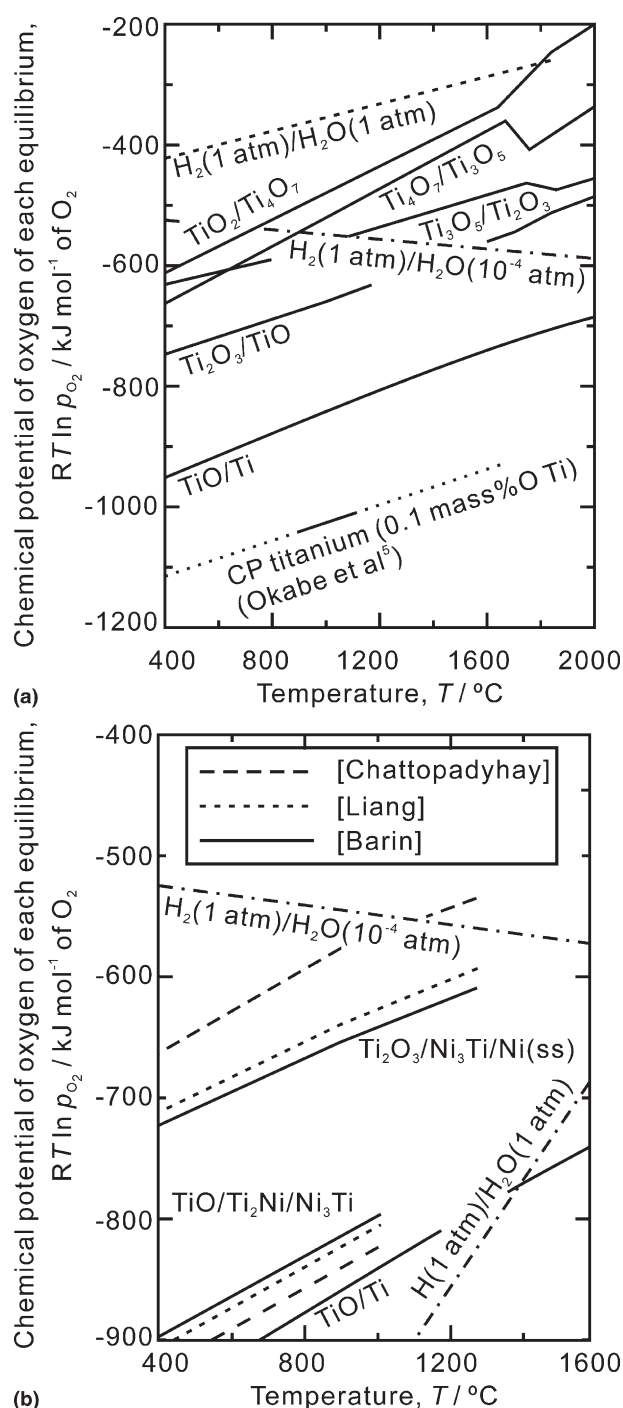 Chemical potential of oxygen of each equilibrium,
RT ln p_O₂ / kJ mol⁻¹ of O₂
-200
-400
-600
-800
-1000
-1200
H₂(1 atm)/H₂O(1 atm)
TiO₂/Ti₄O₇
Ti₄O₇/Ti₃O₅
Ti₃O₅/Ti₂O₃
H₂(1 atm)/H₂O(10⁻⁴ atm)
Ti₂O₃/TiO
TiO/Ti
CP titanium (0.1 mass%O Ti)
(Okabe et al⁵)
400 800 1200 1600 2000
Temperature, T / ºC
(a)
Chemical potential of oxygen of each equilibrium,
RT ln p_O₂ / kJ mol⁻¹ of O₂
-400
-500
-600
-700
-800
-900
[Chattopadyhay]
[Liang]
[Barin]
H₂(1 atm)/H₂O(10⁻⁴ atm)
Ti₂O₃/Ni₃Ti/Ni(ss)
TiO/Ti₂Ni/Ni₃Ti
TiO/Ti
H(1 atm)/H₂O(1 atm)
400 800 1200 1600
Temperature, T / ºC
(b)